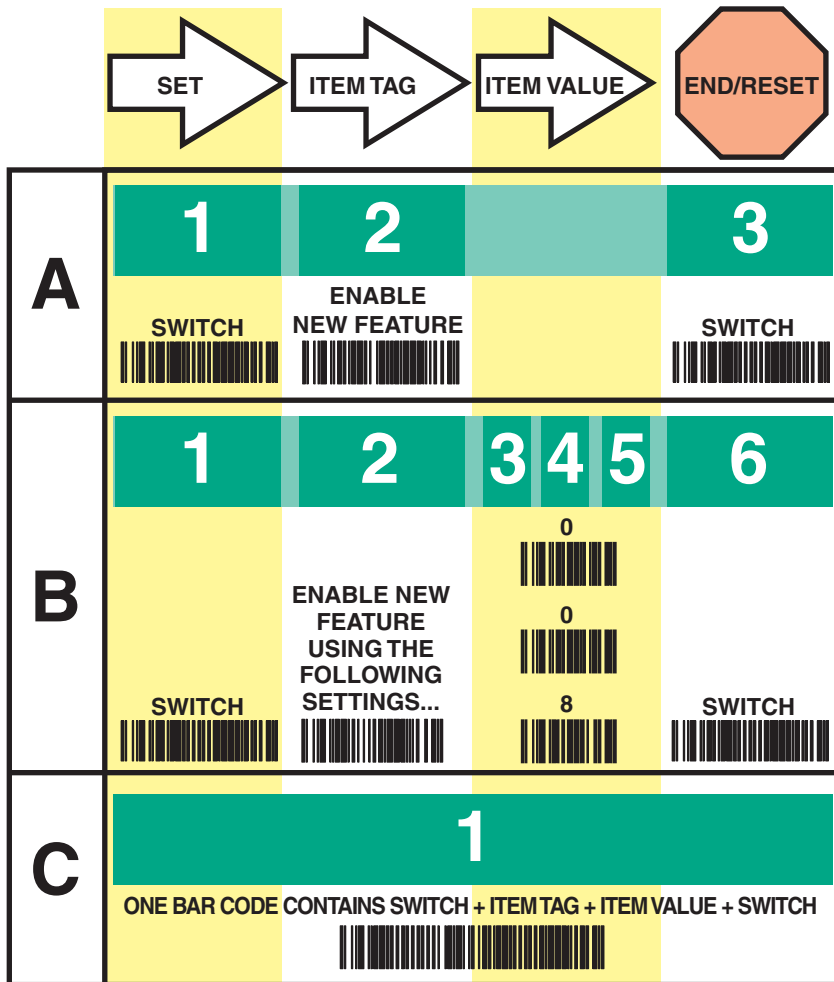 SET
ITEM TAG
ITEM VALUE
END/RESET
A
1
2
3
SWITCH
ENABLE
NEW FEATURE
SWITCH
B
1
2
3
4
5
6
SWITCH
ENABLE NEW
FEATURE
USING THE
FOLLOWING
SETTINGS...
0
0
8
SWITCH
C
1
ONE BAR CODE CONTAINS SWITCH + ITEM TAG + ITEM VALUE + SWITCH